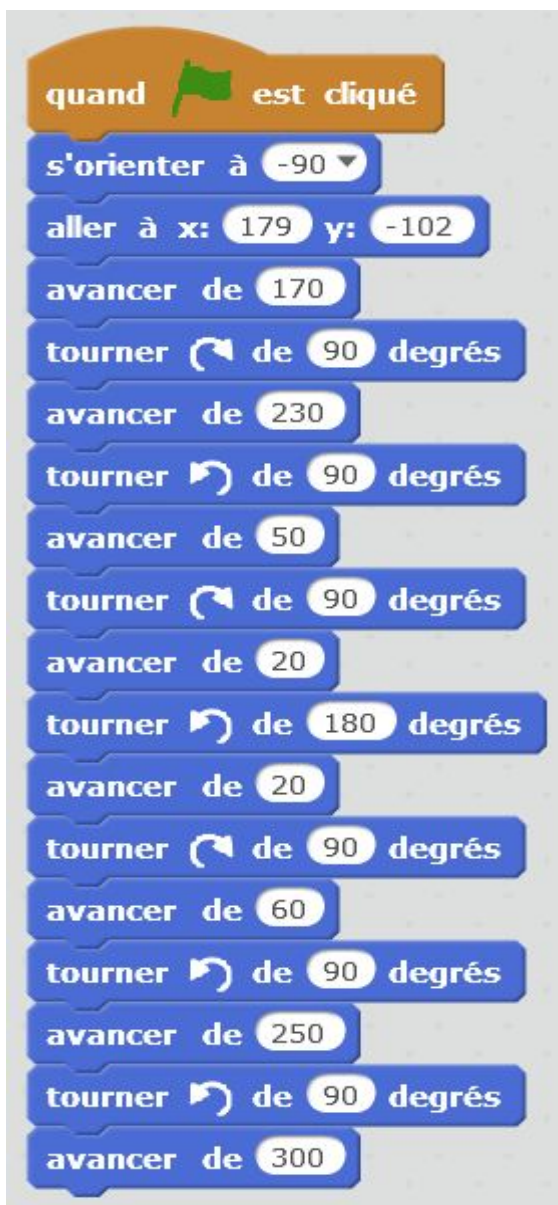 quand est cliqué
s'orienter à -90
aller à x: 179 y: -102
avancer de 170
tourner de 90 degrés
avancer de 230
tourner de 90 degrés
avancer de 50
tourner de 90 degrés
avancer de 20
tourner de 180 degrés
avancer de 20
tourner de 90 degrés
avancer de 60
tourner de 90 degrés
avancer de 250
tourner de 90 degrés
avancer de 300